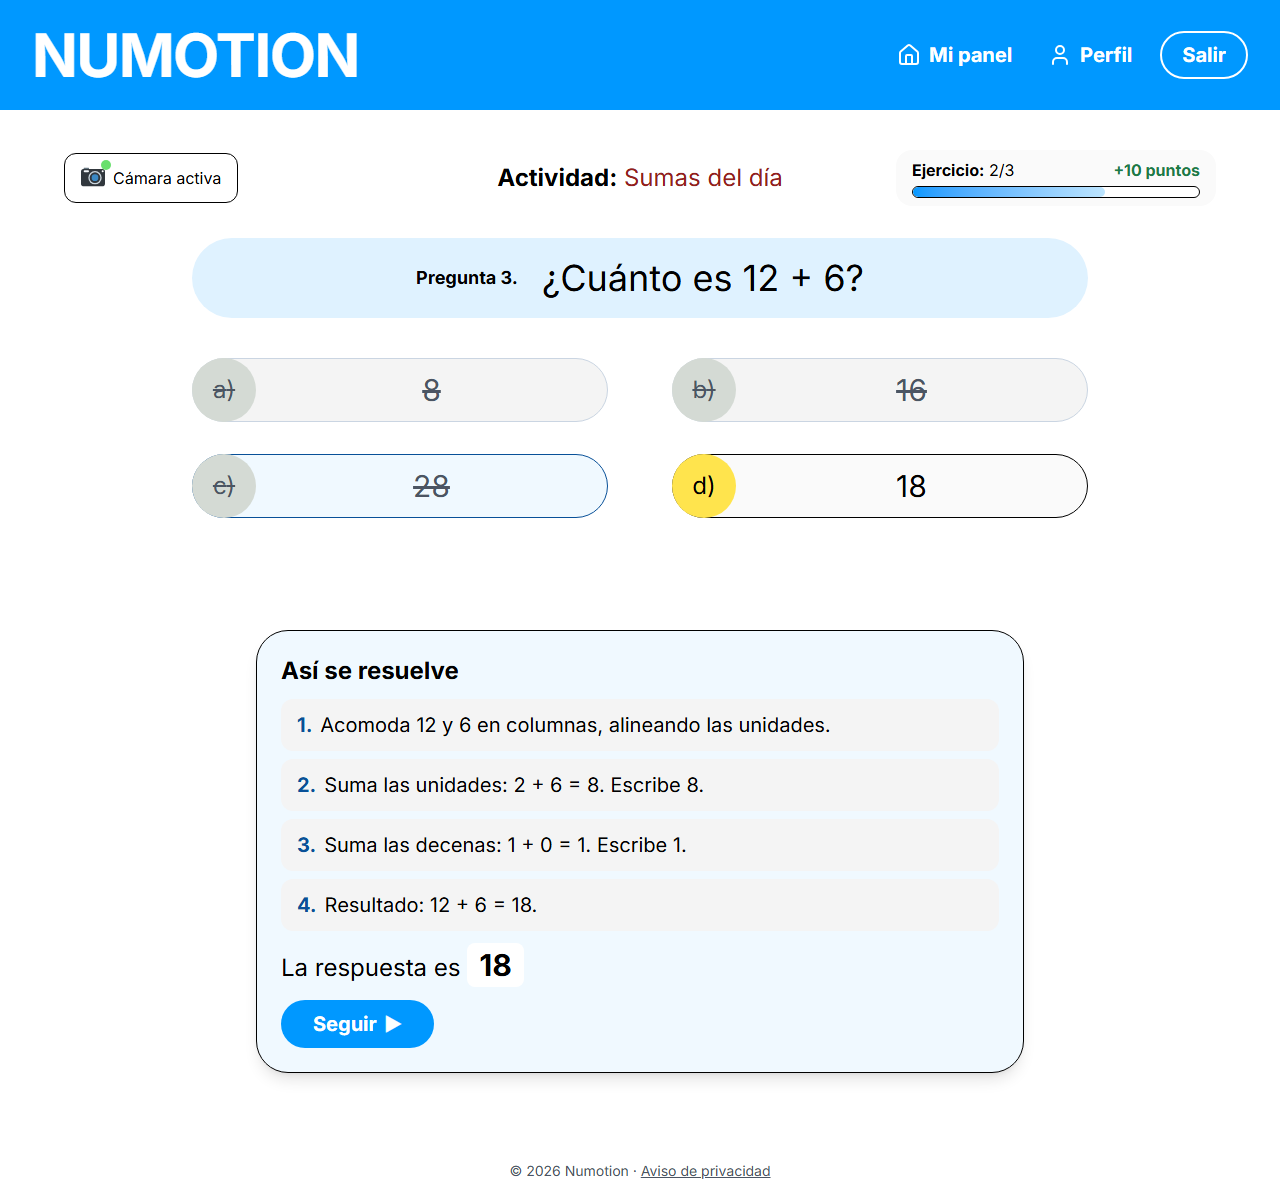 NUMOTION
Mi panel
Perfil
Salir
Cámara activa
Actividad: Sumas del día
Ejercicio: 2/3
+10 puntos
Pregunta 3. ¿Cuánto es 12 + 6?
a) 8
b) 16
c) 28
d) 18
Así se resuelve
1. Acomoda 12 y 6 en columnas, alineando las unidades.
2. Suma las unidades: 2 + 6 = 8. Escribe 8.
3. Suma las decenas: 1 + 0 = 1. Escribe 1.
4. Resultado: 12 + 6 = 18.
La respuesta es 18
Seguir ▶
© 2026 Numotion · Aviso de privacidad